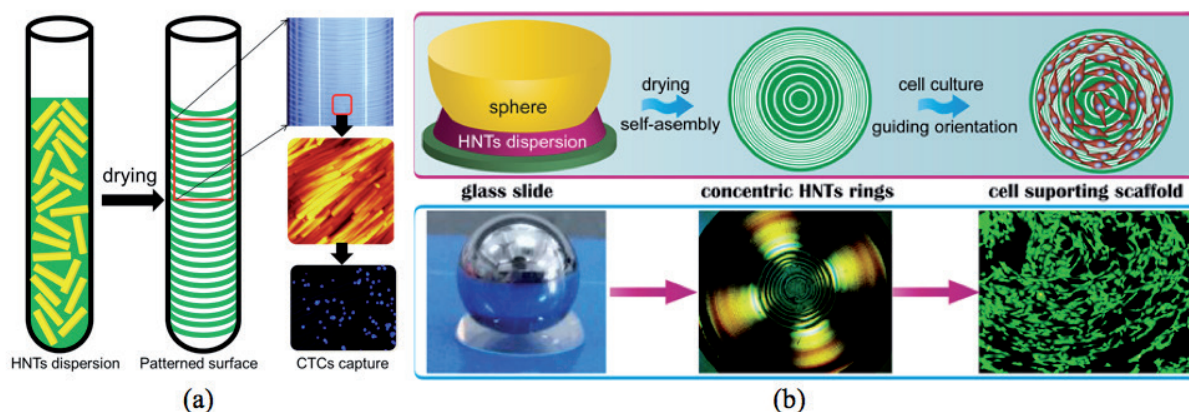 drying
HNTs dispersion
Patterned surface
CTCs capture
(a)
sphere
HNTs dispersion
drying
self-assembly
cell culture
guiding orientation
glass slide
concentric HNTs rings
cell suporting scaffold
(b)